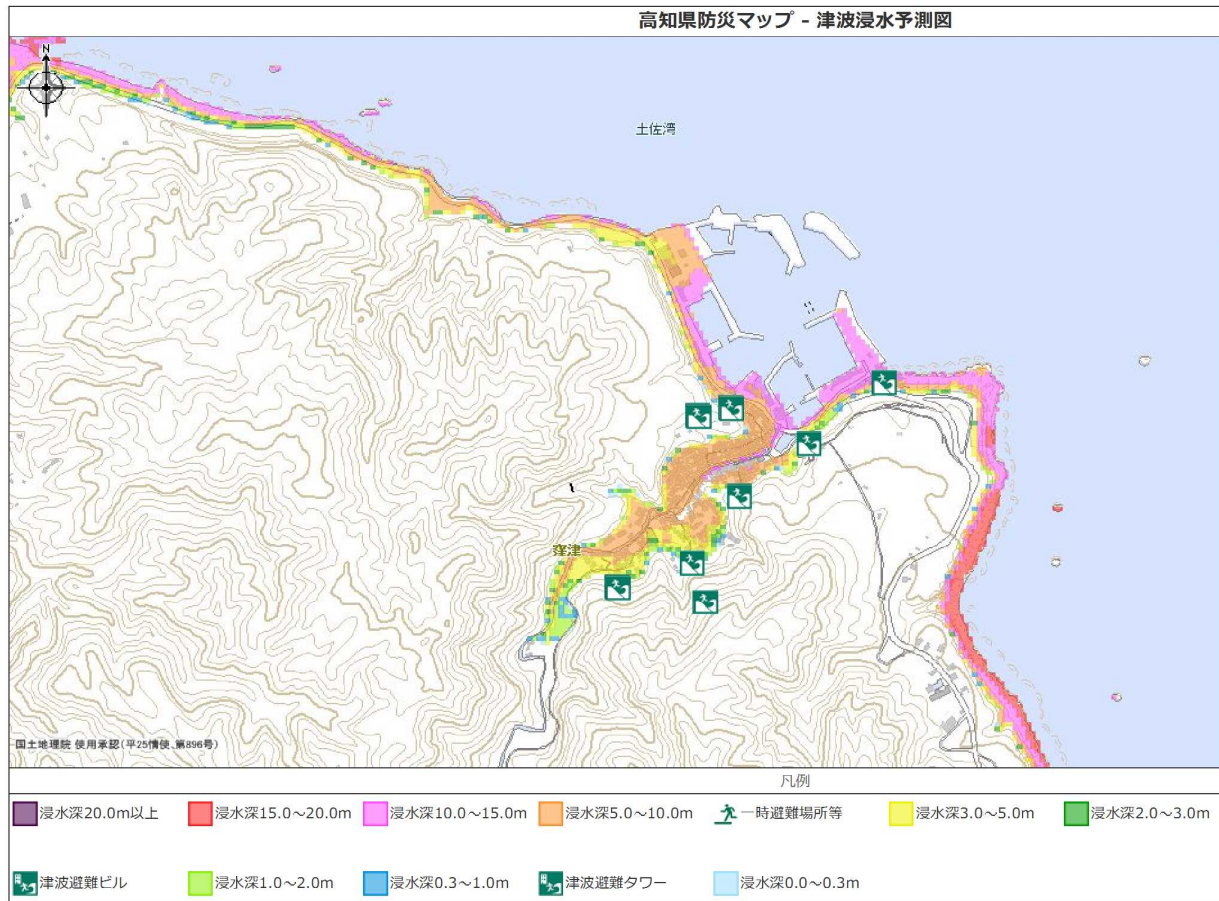 高知県防災マップ - 津波浸水予測図
N
土佐湾
窪津
国土地理院 使用承認(平25情使、第896号)
凡例
浸水深20.0m以上 浸水深15.0～20.0m 浸水深10.0～15.0m 浸水深5.0～10.0m 一時避難場所等 浸水深3.0～5.0m 浸水深2.0～3.0m
津波避難ビル 浸水深1.0～2.0m 浸水深0.3～1.0m 津波避難タワー 浸水深0.0～0.3m